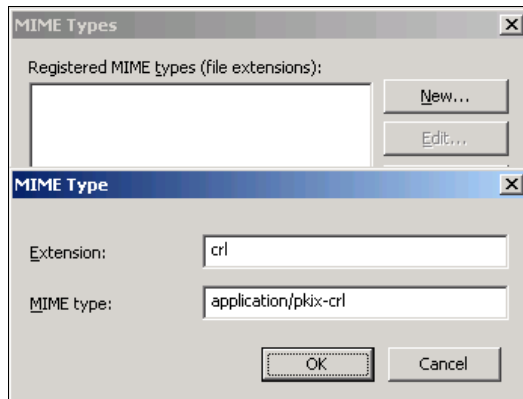 MIME Types
Registered MIME types (file extensions):
New...
Edit...
MIME Type
Extension: crl
MIME type: application/pkix-crl
OK Cancel